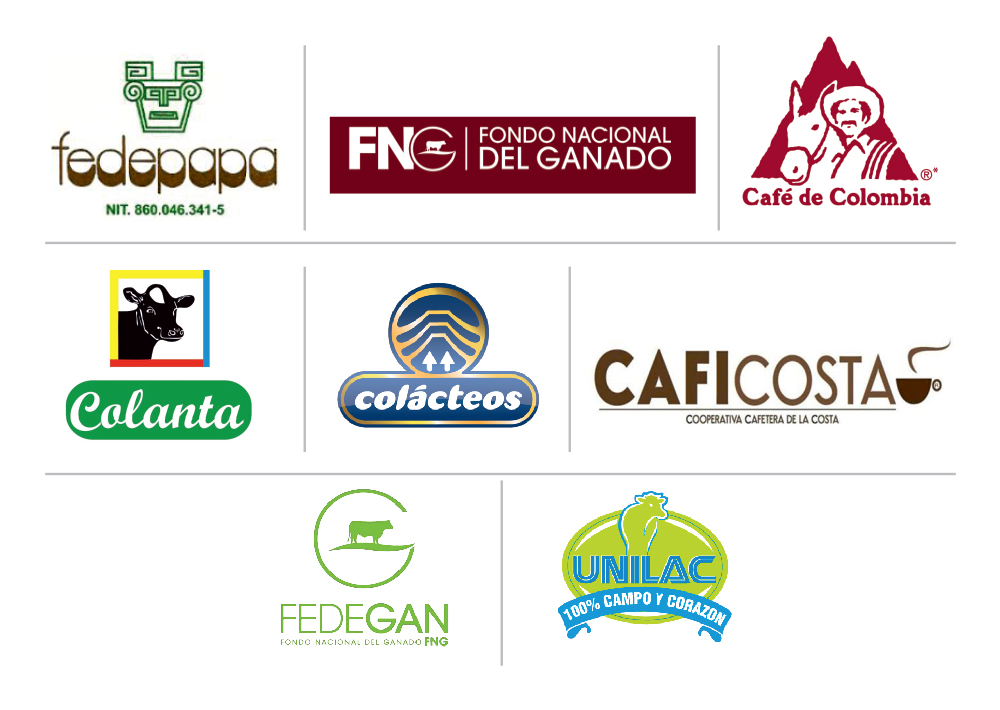 fedepapa
NIT. 860.046.341-5
FNG
FONDO NACIONAL
DEL GANADO
®*
Café de Colombia
Colanta
colácteos
CAFICOSTA
COOPERATIVA CAFETERA DE LA COSTA
FEDEGAN
FONDO NACIONAL DEL GANADO FNG
UNILAC
100% CAMPO Y CORAZON